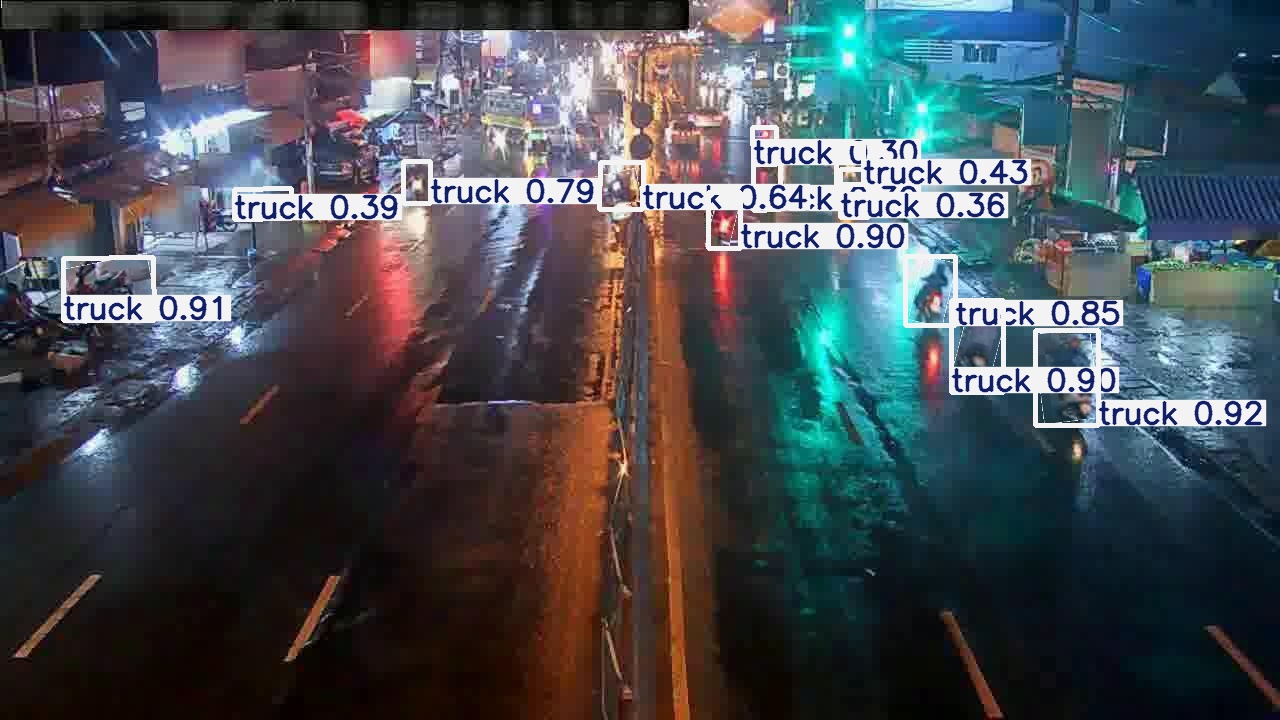 truck 0.30
truck 0.43
truck 0.79
truck 0.64
truck 0.36
truck 0.39
truck 0.90
truck 0.91
truck 0.85
truck 0.90
truck 0.92